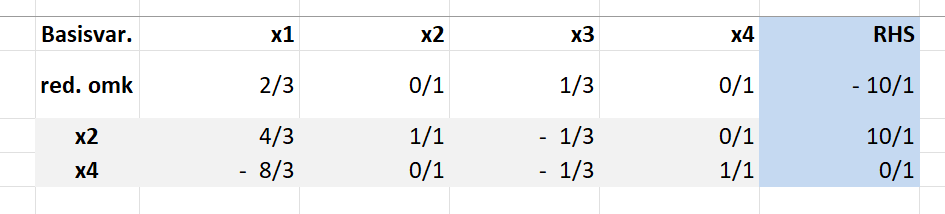 Basisvar. x1 x2 x3 x4 RHS
red. omk 2/3 0/1 1/3 0/1 - 10/1
x2 4/3 1/1 - 1/3 0/1 10/1
x4 - 8/3 0/1 - 1/3 1/1 0/1